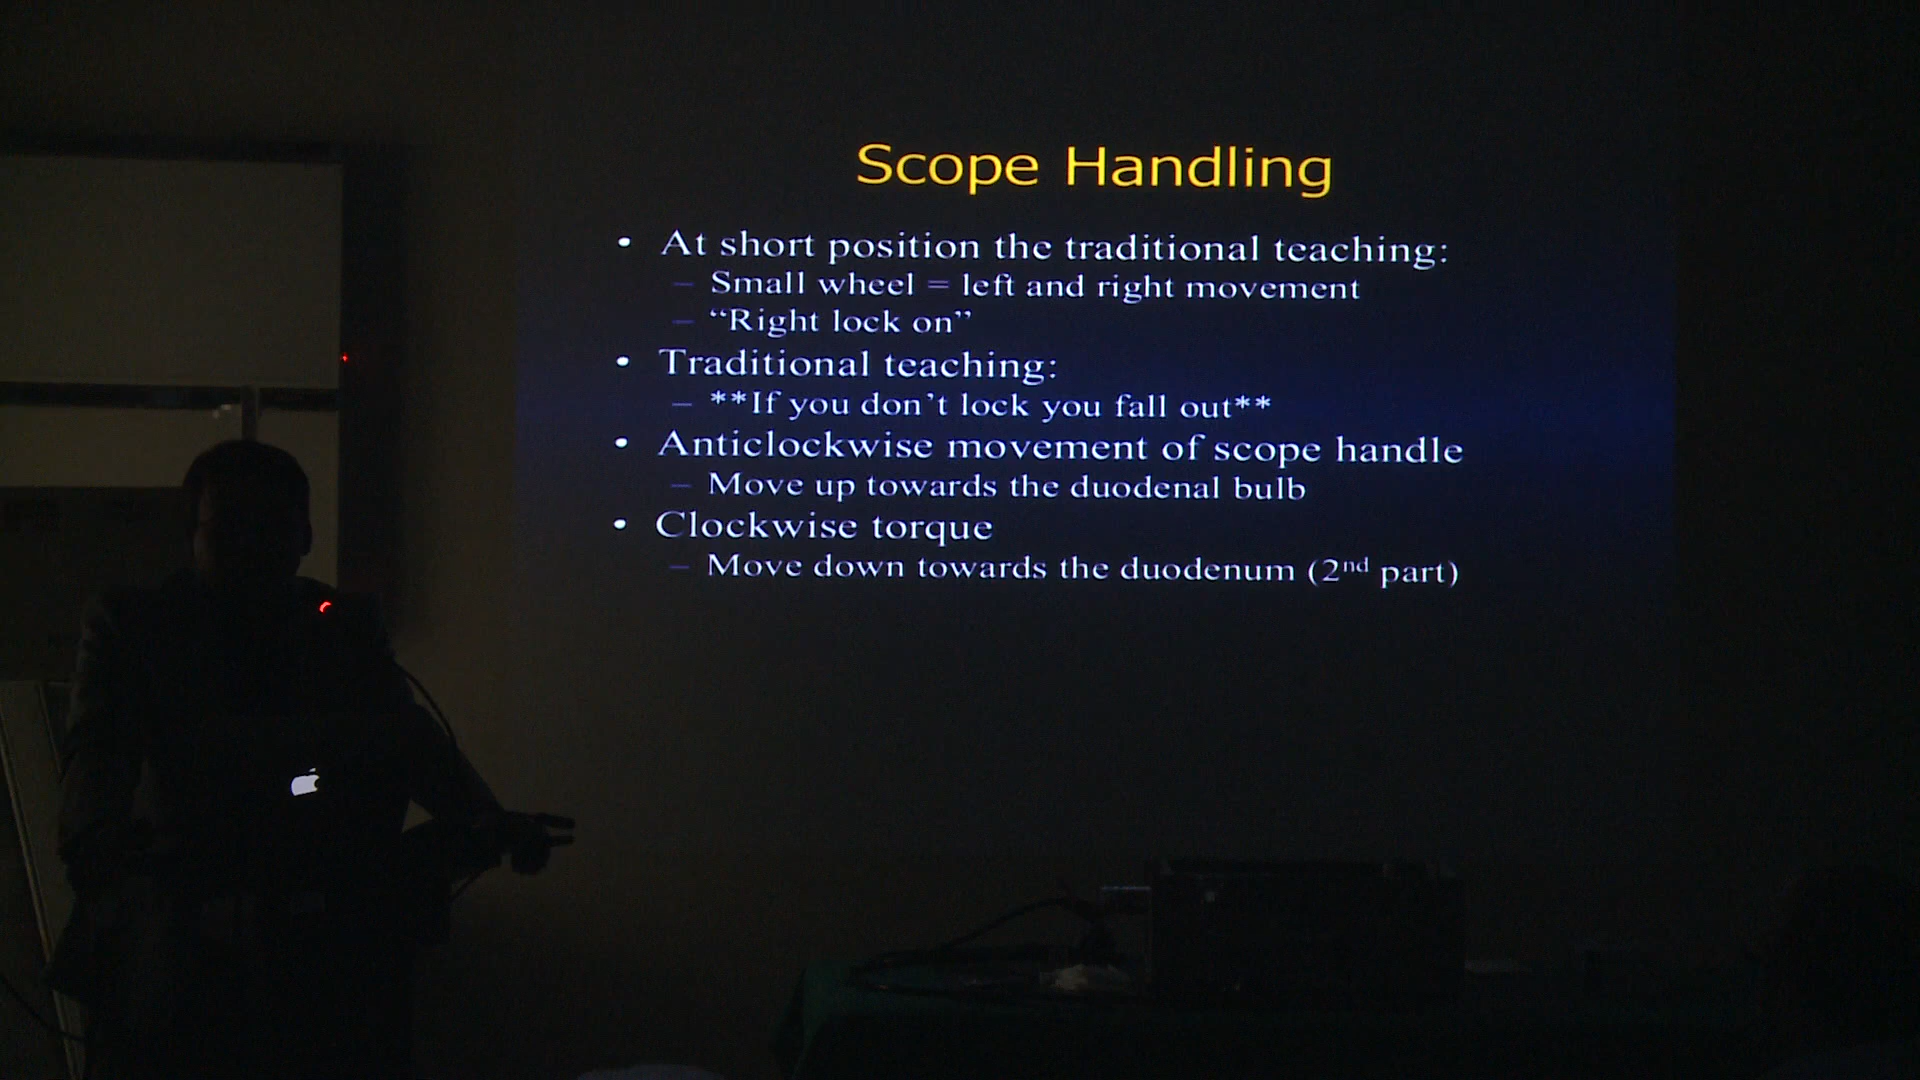 Scope Handling
• At short position the traditional teaching:
– Small wheel = left and right movement
– “Right lock on”
• Traditional teaching:
– **If you don’t lock you fall out**
• Anticlockwise movement of scope handle
– Move up towards the duodenal bulb
• Clockwise torque
– Move down towards the duodenum (2nd part)